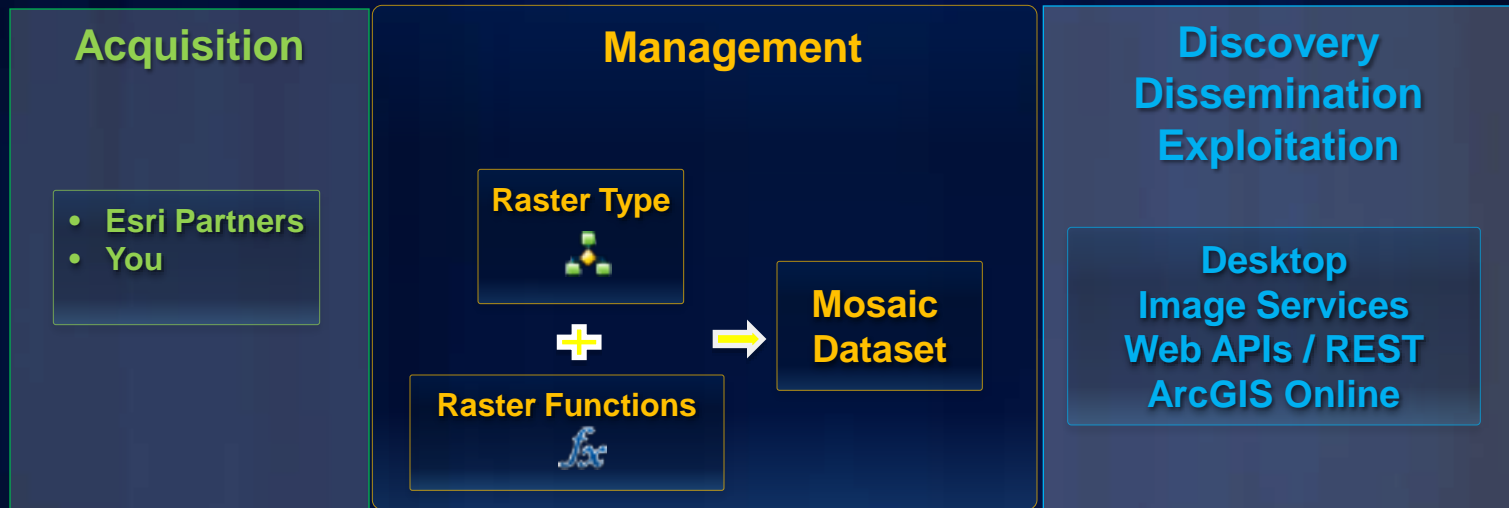 Acquisition
• Esri Partners
• You
Management
Raster Type
+
Raster Functions
fx
Mosaic
Dataset
Discovery
Dissemination
Exploitation
Desktop
Image Services
Web APIs / REST
ArcGIS Online